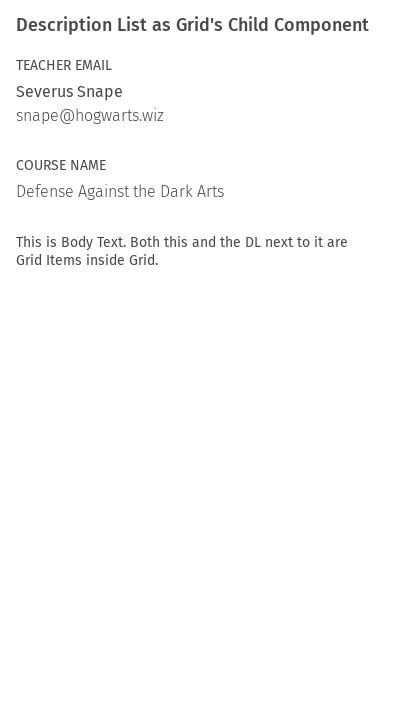 Description List as Grid's Child Component
TEACHER EMAIL
Severus Snape
snape@hogwarts.wiz
COURSE NAME
Defense Against the Dark Arts
This is Body Text. Both this and the DL next to it are
Grid Items inside Grid.